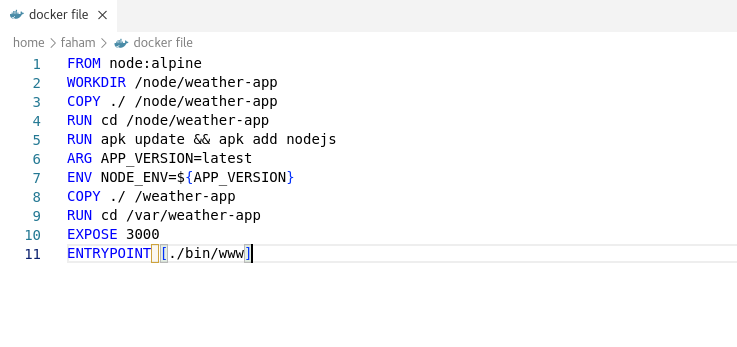 docker file
home faham docker file
1 FROM node:alpine
2 WORKDIR /node/weather-app
3 COPY ./ /node/weather-app
4 RUN cd /node/weather-app
5 RUN apk update && apk add nodejs
6 ARG APP_VERSION=latest
7 ENV NODE_ENV=${APP_VERSION}
8 COPY ./ /weather-app
9 RUN cd /var/weather-app
10 EXPOSE 3000
11 ENTRYPOINT [./bin/www]